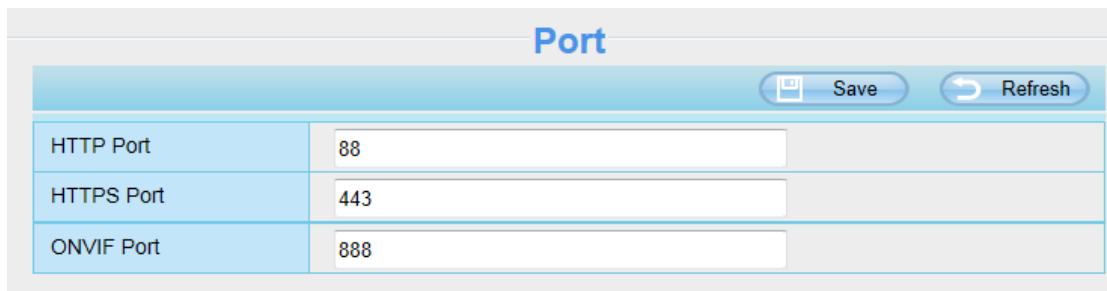 Port
Save Refresh
HTTP Port 88
HTTPS Port 443
ONVIF Port 888